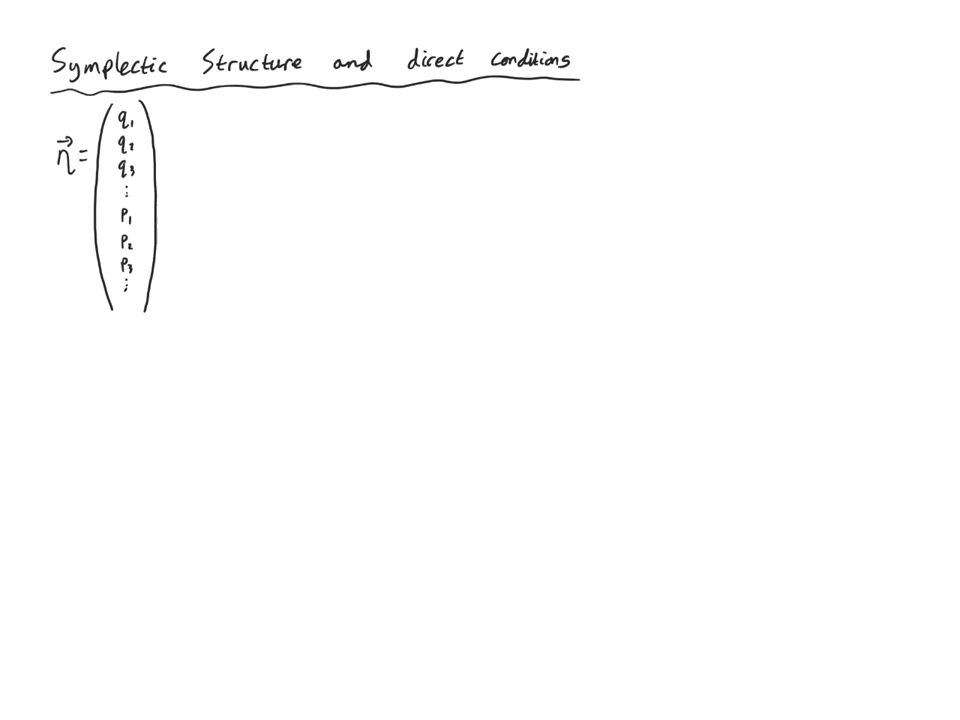 Symplectic Structure and direct conditions
η⃗ =
q₁
q₂
q₃
⋮
p₁
p₂
p₃
⋮